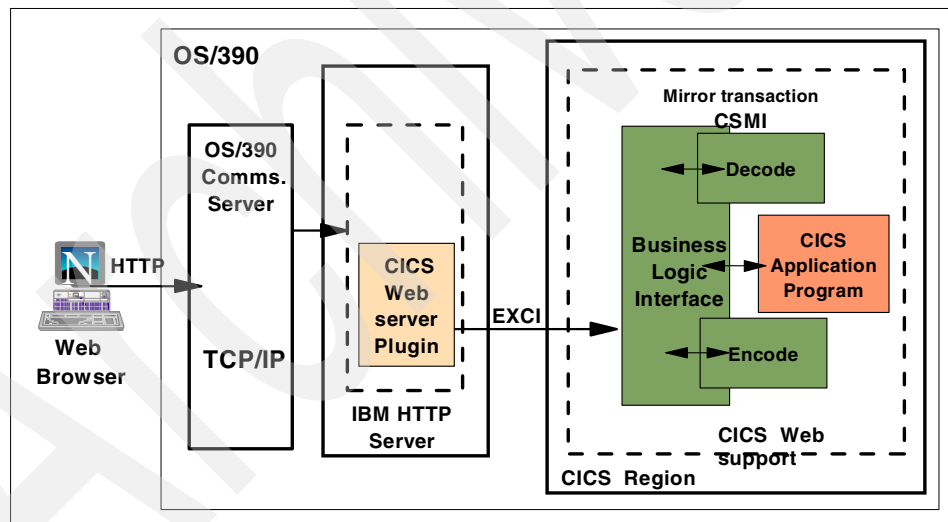 OS/390
OS/390
Comms.
Server
TCP/IP
HTTP
N
Web
Browser
CICS
Web
server
Plugin
IBM HTTP
Server
EXCI
Mirror transaction
CSMI
Decode
Business
Logic
Interface
CICS
Application
Program
Encode
CICS Web
support
CICS Region